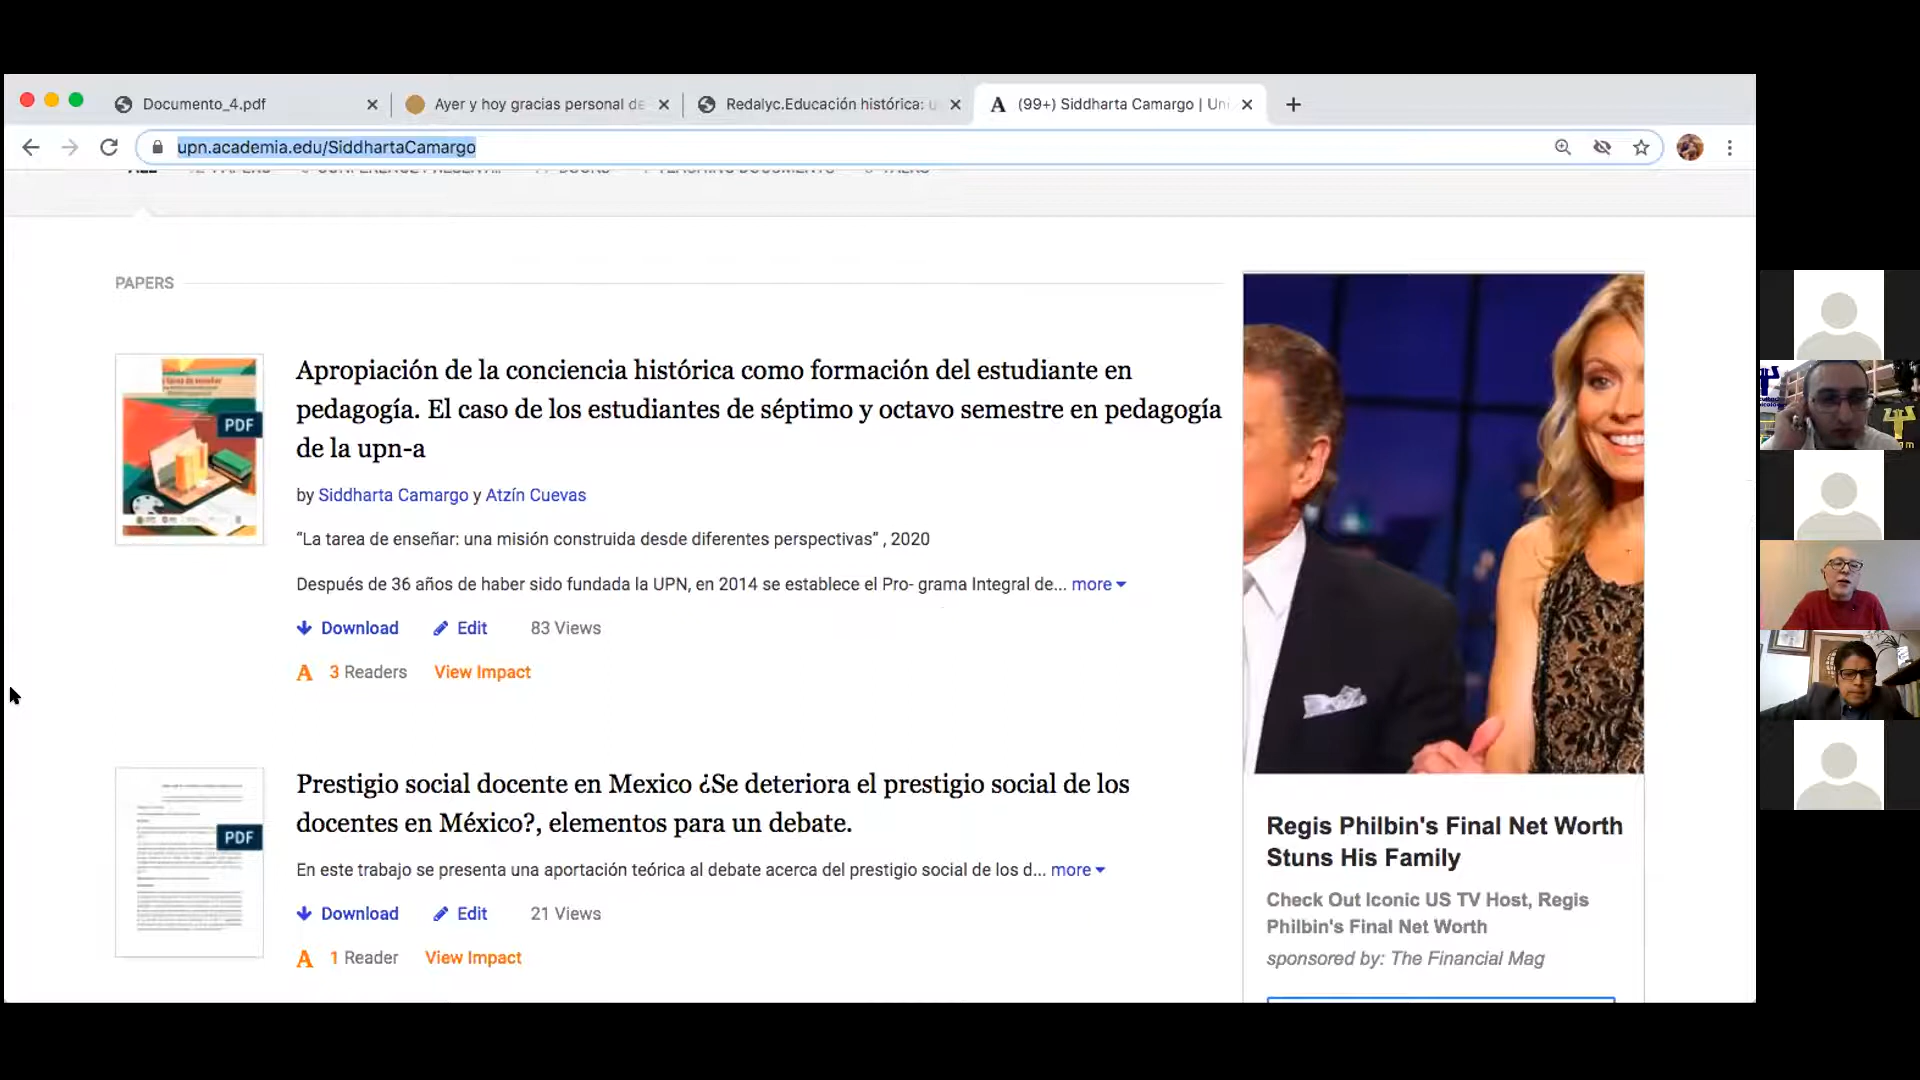 Documento_4.pdf
Ayer y hoy gracias personal de
Redalyc.Educación histórica: u
(99+) Siddharta Camargo | Uni
upn.academia.edu/SiddhartaCamargo
PAPERS
Apropiación de la conciencia histórica como formación del estudiante en
pedagogía. El caso de los estudiantes de séptimo y octavo semestre en pedagogía
de la upn-a
PDF
by Siddharta Camargo y Atzín Cuevas
“La tarea de enseñar: una misión construida desde diferentes perspectivas” , 2020
Después de 36 años de haber sido fundada la UPN, en 2014 se establece el Pro- grama Integral de... more
Download Edit 83 Views
3 Readers View Impact
Prestigio social docente en Mexico ¿Se deteriora el prestigio social de los
docentes en México?, elementos para un debate.
PDF
En este trabajo se presenta una aportación teórica al debate acerca del prestigio social de los d... more
Download Edit 21 Views
1 Reader View Impact
Regis Philbin's Final Net Worth
Stuns His Family
Check Out Iconic US TV Host, Regis
Philbin's Final Net Worth
sponsored by: The Financial Mag